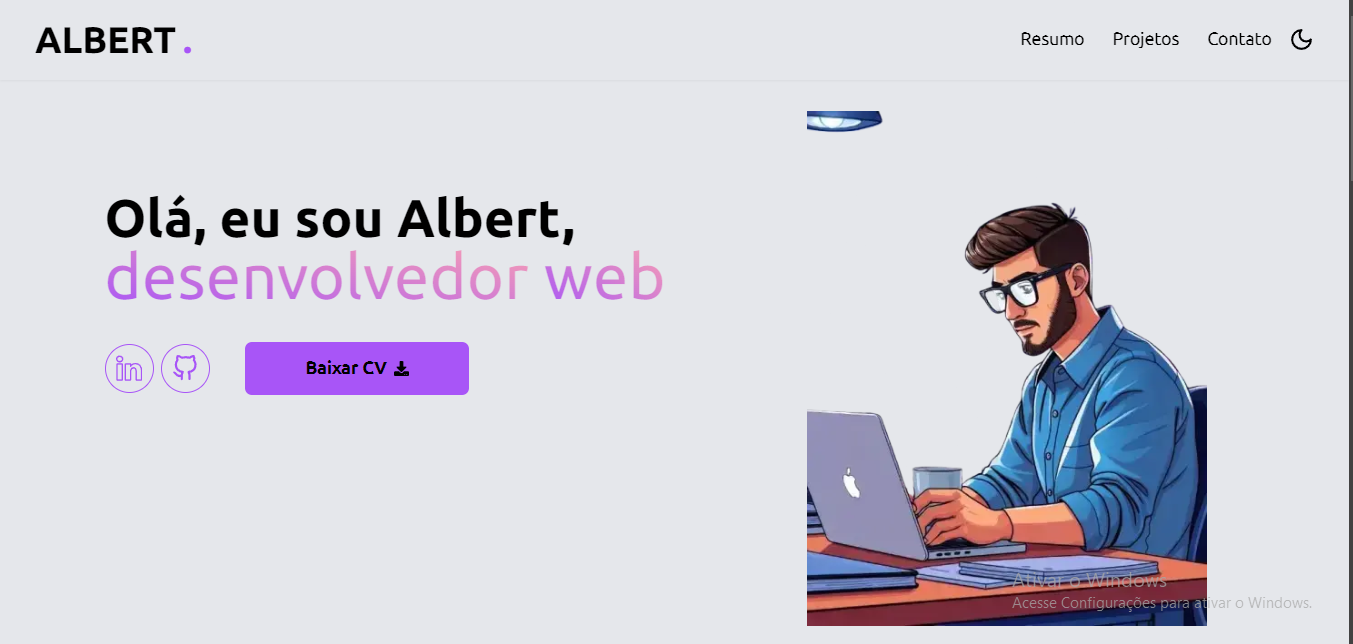 ALBERT .
Resumo
Projetos
Contato
Olá, eu sou Albert,
desenvolvedor web
in
Baixar CV
Ativar o Windows
Acesse Configurações para ativar o Windows.